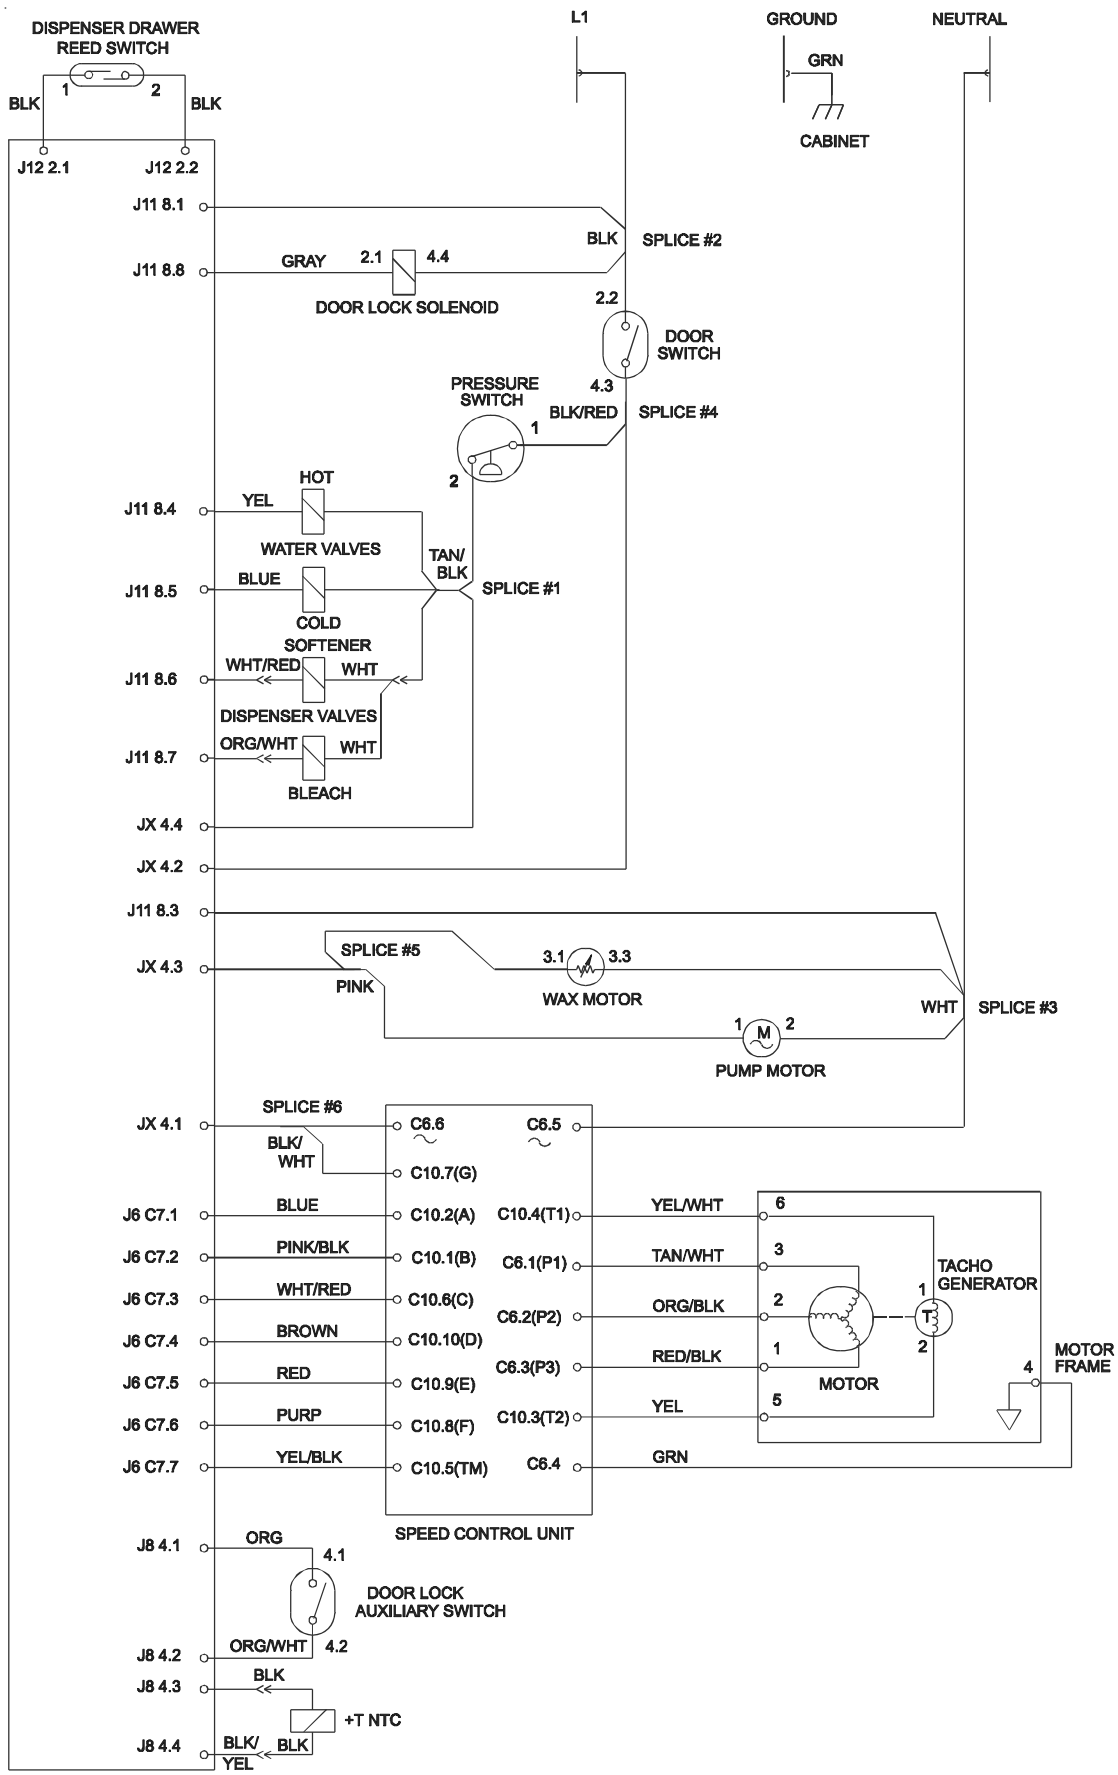 L1
GROUND
NEUTRAL
DISPENSER DRAWER
REED SWITCH
GRN
1
2
BLK
BLK
CABINET
J12 2.1
J12 2.2
J11 8.1
BLK
SPLICE #2
J11 8.8
GRAY
2.1
4.4
DOOR LOCK SOLENOID
2.2
DOOR
SWITCH
4.3
PRESSURE
SWITCH
BLK/RED
SPLICE #4
1
2
HOT
J11 8.4
YEL
WATER VALVES
TAN/
BLK
J11 8.5
BLUE
SPLICE #1
COLD
SOFTENER
J11 8.6
WHT/RED
WHT
DISPENSER VALVES
J11 8.7
ORG/WHT
WHT
BLEACH
JX 4.4
JX 4.2
J11 8.3
SPLICE #5
3.1
3.3
JX 4.3
PINK
WAX MOTOR
WHT
SPLICE #3
1
M
2
PUMP MOTOR
SPLICE #6
JX 4.1
C6.6
C6.5
BLK/
WHT
C10.7(G)
J6 C7.1
BLUE
C10.2(A)
C10.4(T1)
YEL/WHT
6
J6 C7.2
PINK/BLK
C10.1(B)
C6.1(P1)
TAN/WHT
3
TACHO
GENERATOR
J6 C7.3
WHT/RED
C10.6(C)
C6.2(P2)
ORG/BLK
2
1
T
2
J6 C7.4
BROWN
C10.10(D)
C6.3(P3)
RED/BLK
1
MOTOR
MOTOR
FRAME
4
J6 C7.5
RED
C10.9(E)
J6 C7.6
PURP
C10.8(F)
C10.3(T2)
YEL
5
J6 C7.7
YEL/BLK
C10.5(TM)
C6.4
GRN
SPEED CONTROL UNIT
J8 4.1
ORG
4.1
DOOR LOCK
AUXILIARY SWITCH
J8 4.2
ORG/WHT
4.2
J8 4.3
BLK
+T NTC
J8 4.4
BLK/
YEL
BLK